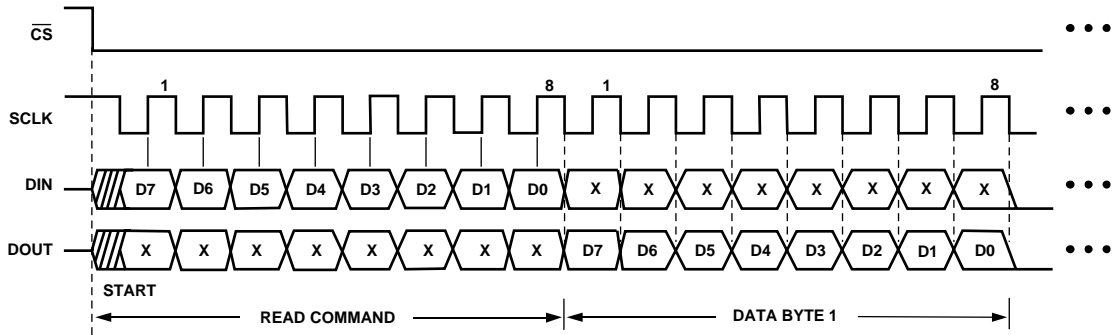 CS
1 8 1 8
SCLK
DIN D7 D6 D5 D4 D3 D2 D1 D0 X X X X X X X X
DOUT X X X X X X X X D7 D6 D5 D4 D3 D2 D1 D0
START
READ COMMAND DATA BYTE 1